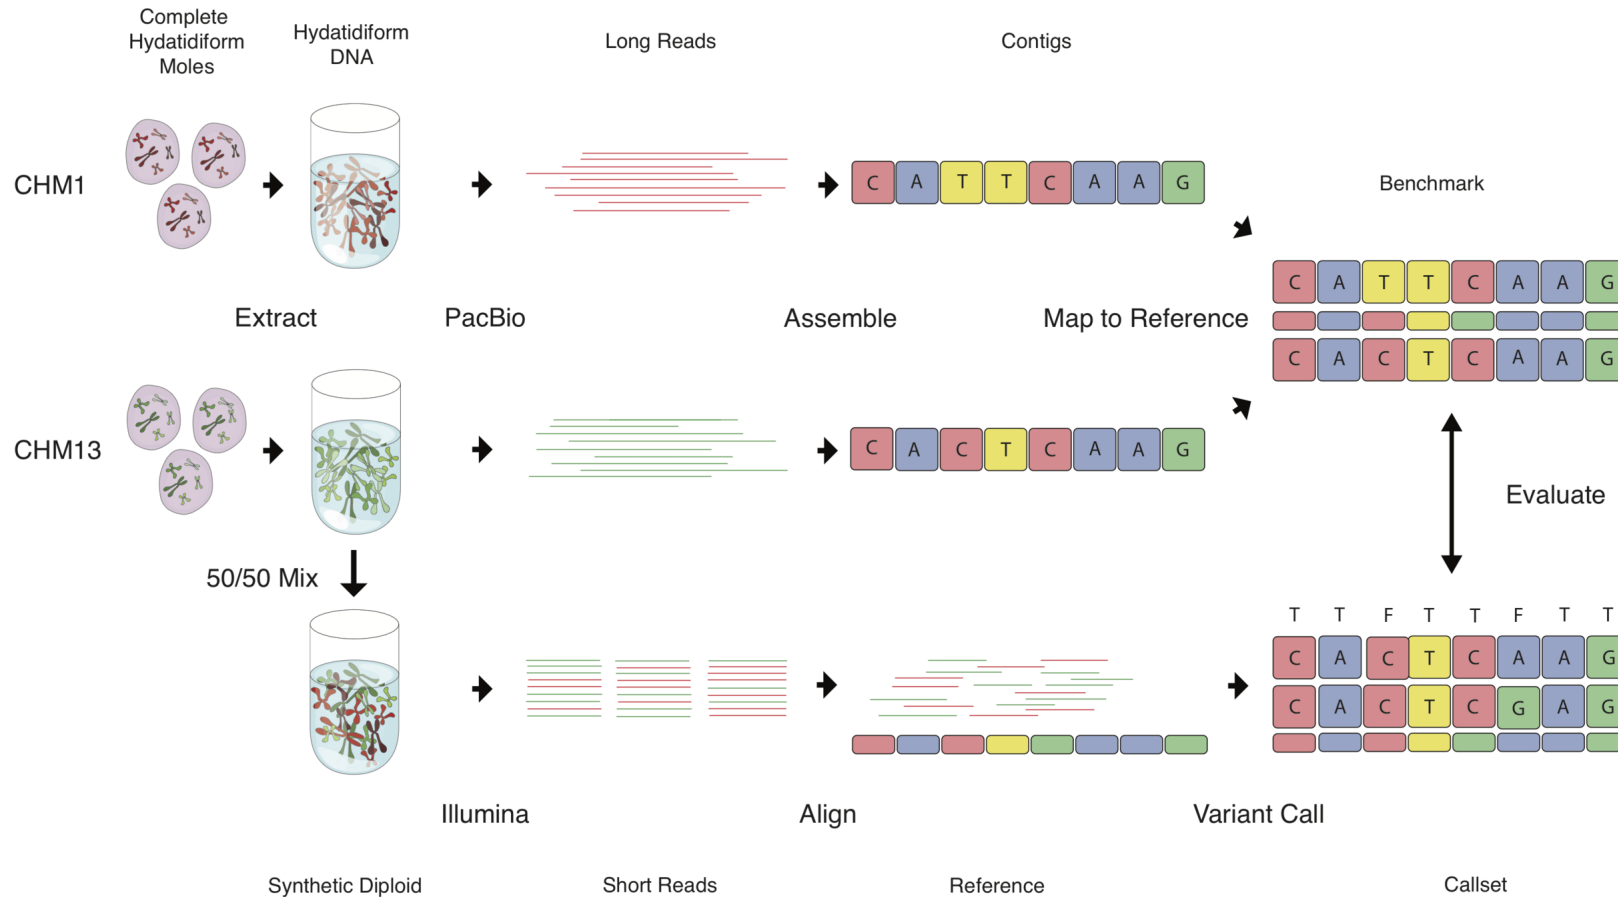 Complete
Hydatidiform
Moles
Hydatidiform
DNA
Long Reads
Contigs
CHM1
C A T T C A A G
Benchmark
C A T T C A A G
Extract
PacBio
Assemble
Map to Reference
C A C T C A A G
CHM13
C A C T C A A G
Evaluate
50/50 Mix
T T F T T F T T
C A C T C A A G
C A C T C G A G
Illumina
Align
Variant Call
Synthetic Diploid
Short Reads
Reference
Callset